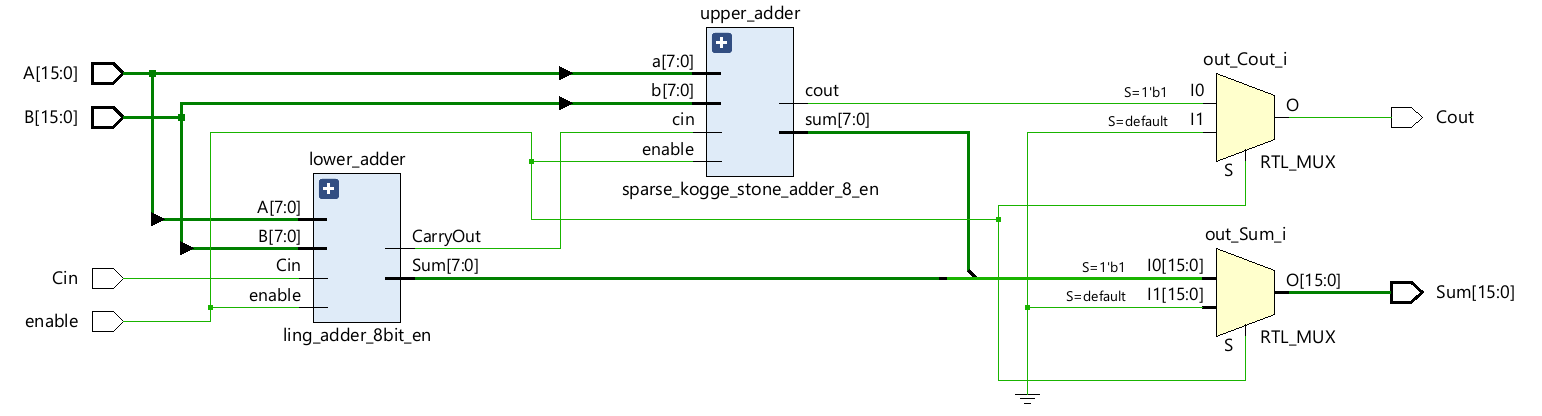 upper_adder
A[15:0]
a[7:0]
B[15:0]
b[7:0]
cin
enable
cout
sum[7:0]
sparse_kogge_stone_adder_8_en
out_Cout_i
S=1'b1
I0
S=default
I1
O
S
RTL_MUX
Cout
lower_adder
A[7:0]
B[7:0]
Cin
Cin
enable
enable
CarryOut
Sum[7:0]
ling_adder_8bit_en
out_Sum_i
S=1'b1
I0[15:0]
S=default
I1[15:0]
O[15:0]
S
RTL_MUX
Sum[15:0]